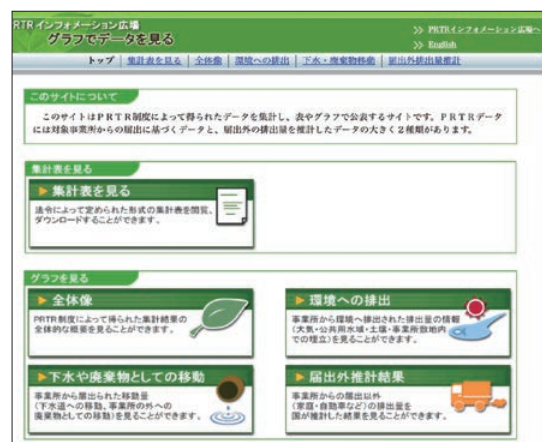 PRTRインフォメーション広場
グラフでデータを見る
>> PRTRインフォメーション広場へ
>> English
トップ | 集計表を見る | 全体像 | 環境への排出 | 下水・廃棄物移動 | 届出外排出量推計
このサイトについて
このサイトはPRTR制度によって得られたデータを集計し、表やグラフで公表するサイトです。PRTRデータ
には対象事業所からの届出に基づくデータと、届出外の排出量を推計したデータの大きく2種類があります。
集計表を見る
集計表を見る
法令によって定められた形式の集計表を閲覧、
ダウンロードすることができます。
グラフを見る
全体像
PRTR制度によって得られた集計結果の
全体的な概要を見ることができます。
環境への排出
事業所から環境へ排出された排出量の情報
(大気・公共用水域・土壌・事業所敷地内
での埋立)を見ることができます。
下水や廃棄物としての移動
事業所から届出られた移動量
(下水道への移動、事業所の外への
廃棄物としての移動)を見ることができます。
届出外推計結果
事業所からの届出以外
(家庭・自動車など)の排出量を
国が推計した結果を見ることができます。